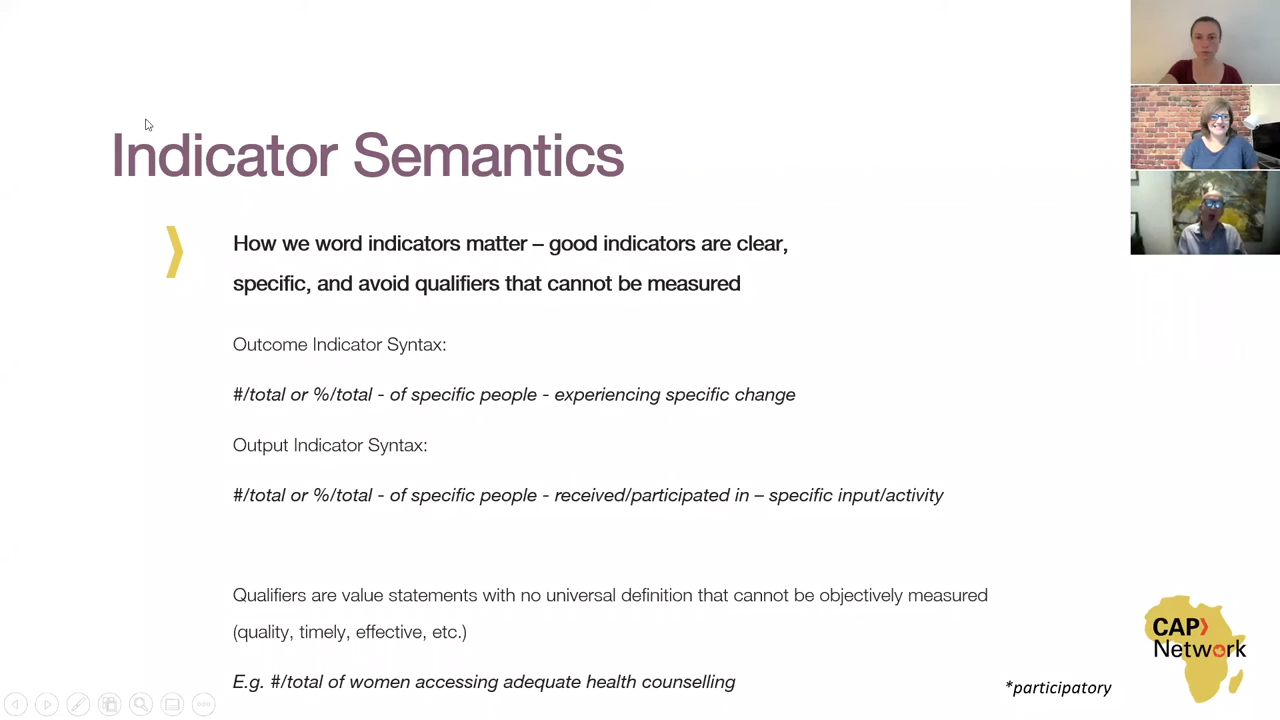 Indicator Semantics
How we word indicators matter – good indicators are clear,
specific, and avoid qualifiers that cannot be measured
Outcome Indicator Syntax:
#/total or %/total - of specific people - experiencing specific change
Output Indicator Syntax:
#/total or %/total - of specific people - received/participated in – specific input/activity
Qualifiers are value statements with no universal definition that cannot be objectively measured
(quality, timely, effective, etc.)
E.g. #/total of women accessing adequate health counselling
*participatory
CAP
Network